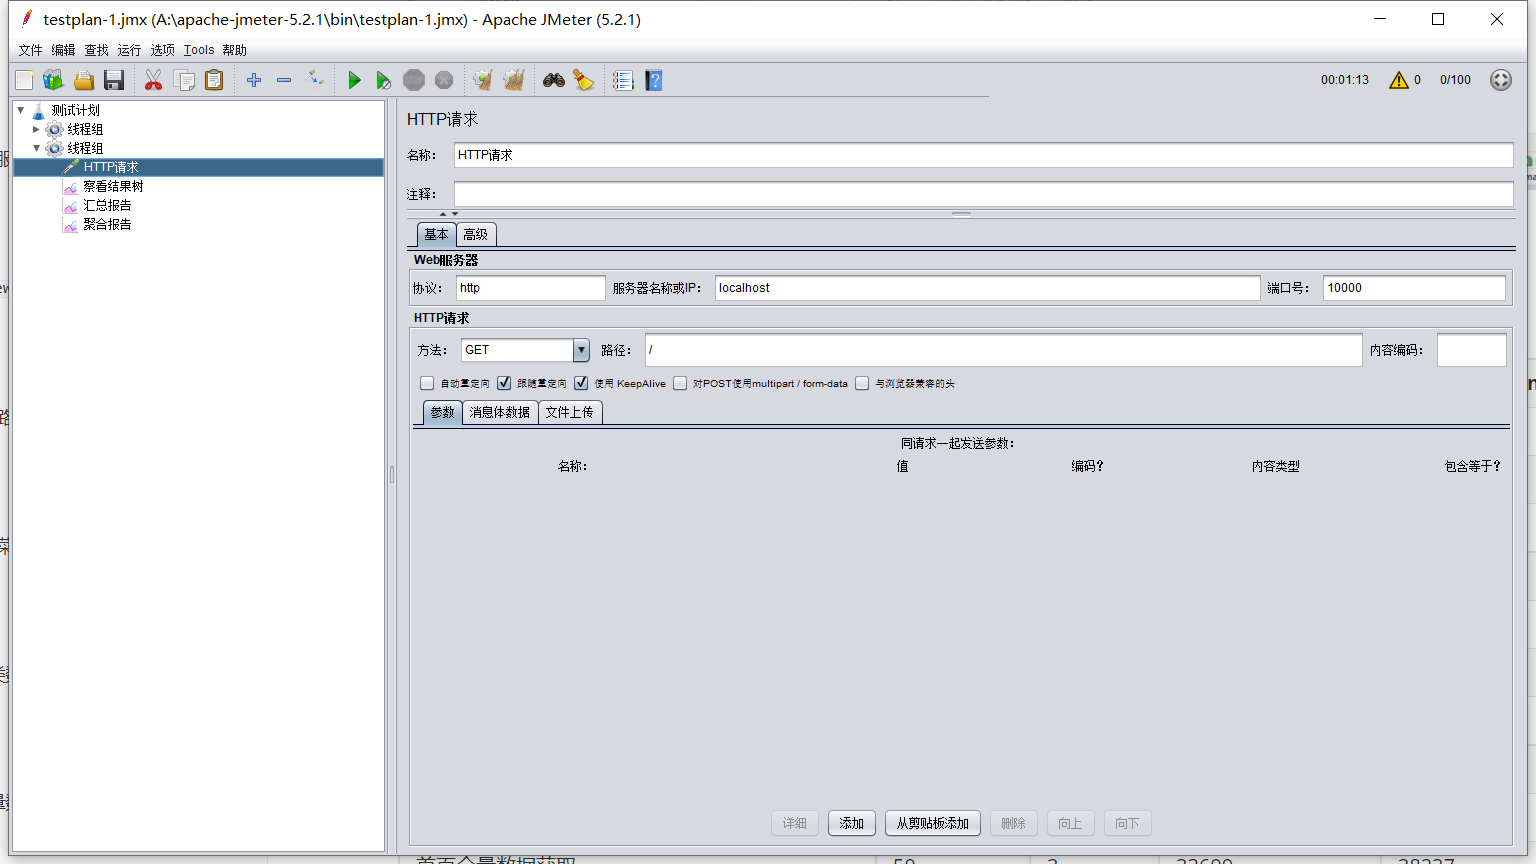 testplan-1.jmx (A:\apache-jmeter-5.2.1\bin\testplan-1.jmx) - Apache JMeter (5.2.1)
文件 编辑 查找 运行 选项 Tools 帮助
STOP
00:01:13 0 0/100
测试计划
线程组
线程组
HTTP请求
察看结果树
汇总报告
聚合报告
HTTP请求
名称： HTTP请求
注释：
基本 高级
Web服务器
协议： http 服务器名称或IP： localhost 端口号： 10000
HTTP请求
方法： GET 路径： / 内容编码：
自动重定向 跟随重定向 使用 KeepAlive 对POST使用multipart / form-data 与浏览器兼容的头
参数 消息体数据 文件上传
同请求一起发送参数：
名称： 值 编码? 内容类型 包含等于?
详细 添加 从剪贴板添加 删除 向上 向下